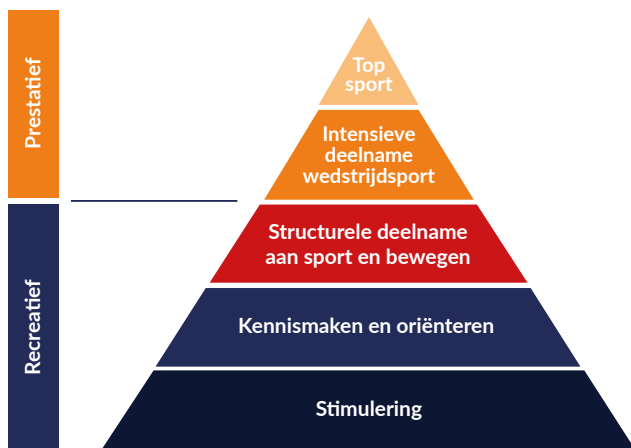 Prestatief
Top
sport
Intensieve
deelname
wedstrijdsport
Recreatief
Structurele deelname
aan sport en bewegen
Kennismaken en oriënteren
Stimulering